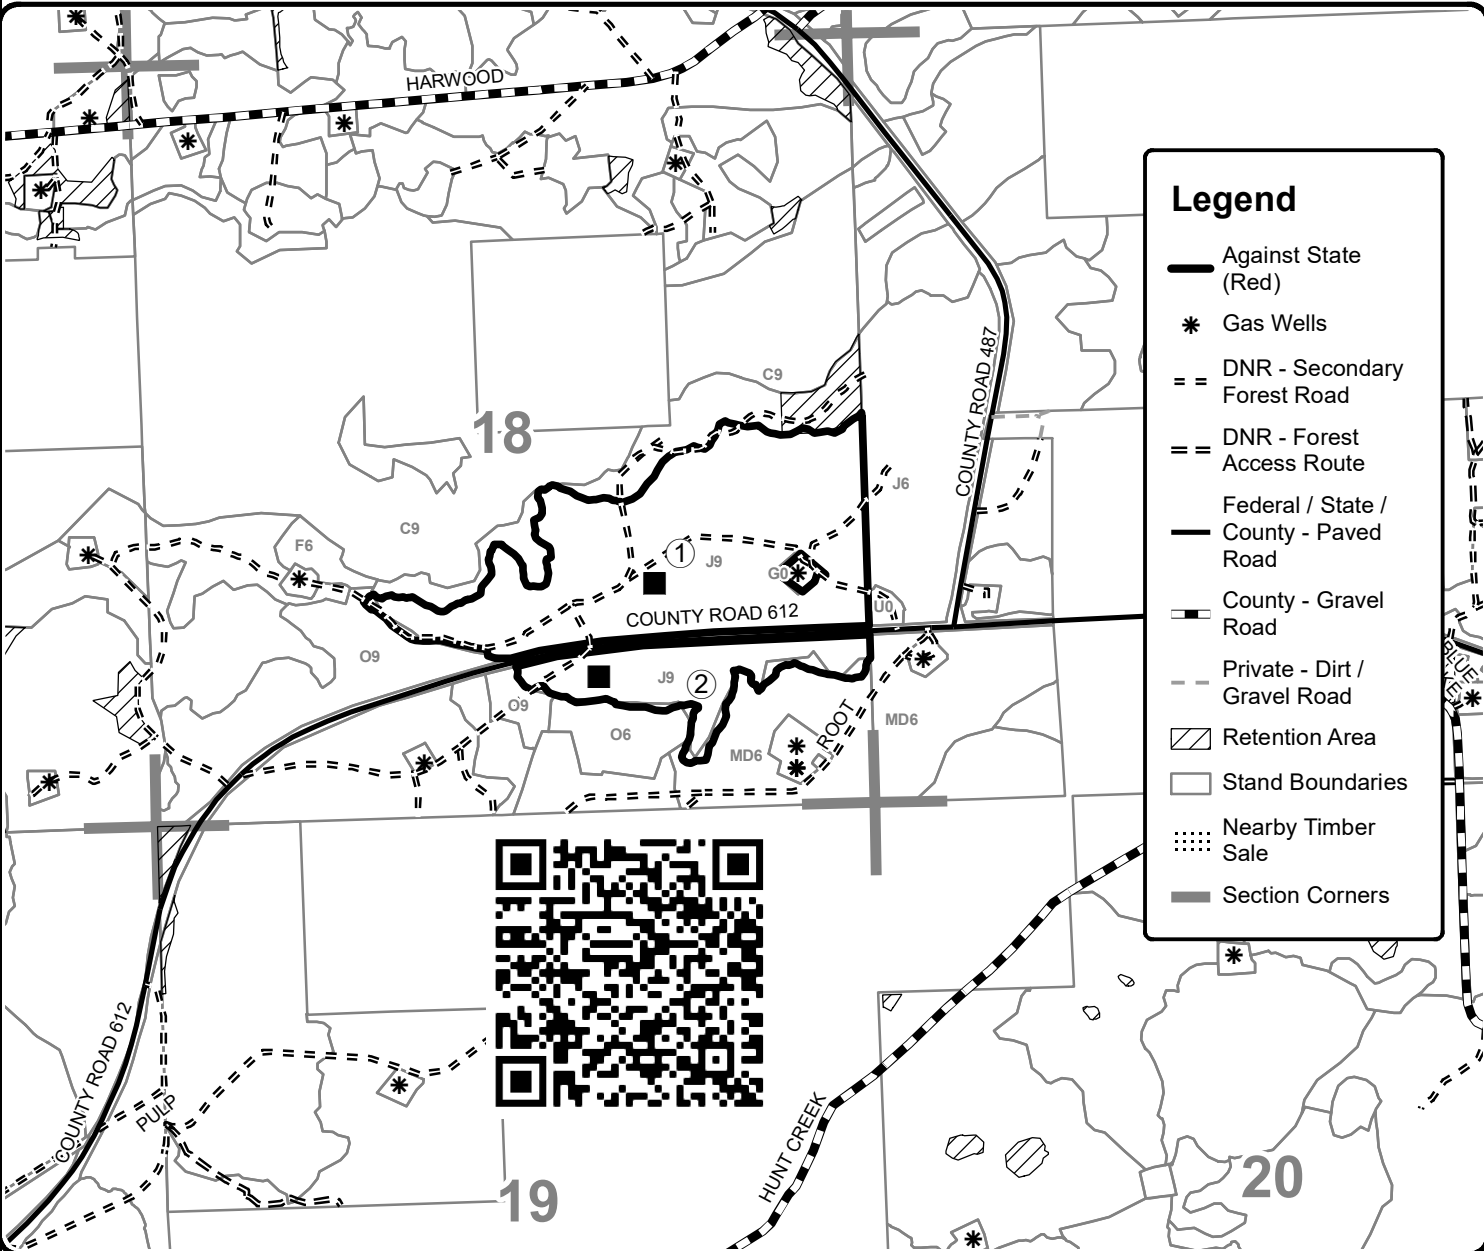 HARWOOD
Legend
Against State
(Red)
Gas Wells
DNR - Secondary
Forest Road
DNR - Forest
Access Route
Federal / State /
County - Paved
Road
County - Gravel
Road
Private - Dirt /
Gravel Road
Retention Area
Stand Boundaries
Nearby Timber
Sale
Section Corners
COUNTY ROAD 487
C9
18
J6
C9
F6
1
J9
G0
U0
COUNTY ROAD 612
O9
J9
2
O9
O6
MD6
ROOT
MD6
BLUE
COUNTY ROAD 612
PULP
HUNT CREEK
19
20